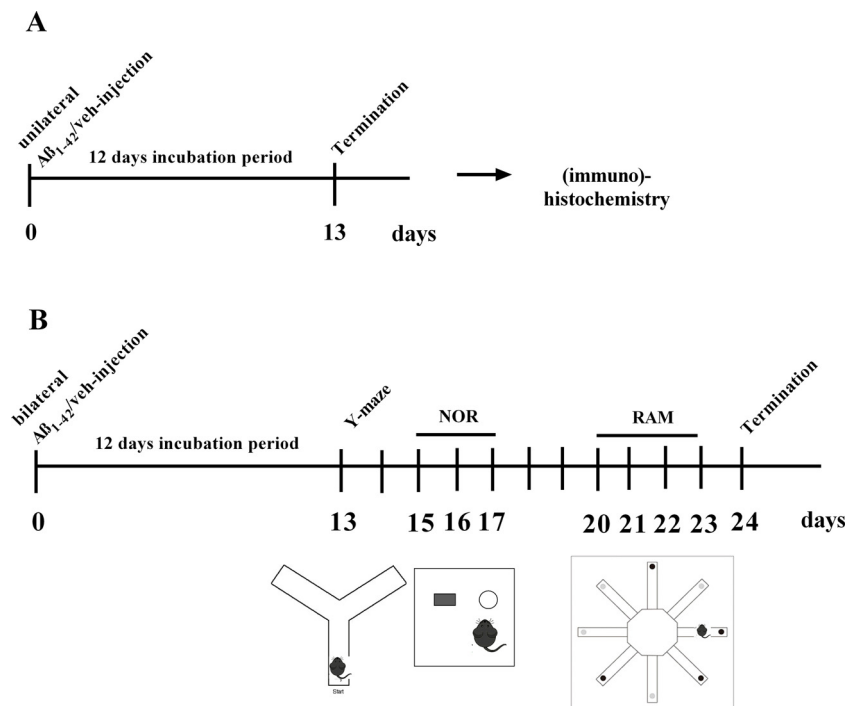 A
unilateral
Aß1-42/veh-injection
12 days incubation period
Termination
0
13
days
(immuno)-
histochemistry
B
bilateral
Aß1-42/veh-injection
12 days incubation period
Y-maze
NOR
RAM
Termination
0
13
15
16
17
20
21
22
23
24
days
Start